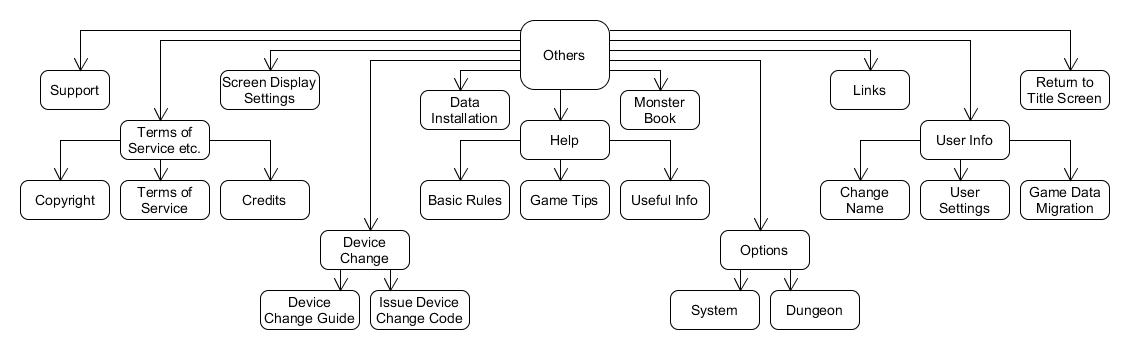 Others
Support
Screen Display
Settings
Data
Installation
Monster
Book
Links
Return to
Title Screen
Terms of
Service etc.
Help
User Info
Copyright
Terms of
Service
Credits
Basic Rules
Game Tips
Useful Info
Change
Name
User
Settings
Game Data
Migration
Device
Change
Options
Device
Change Guide
Issue Device
Change Code
System
Dungeon